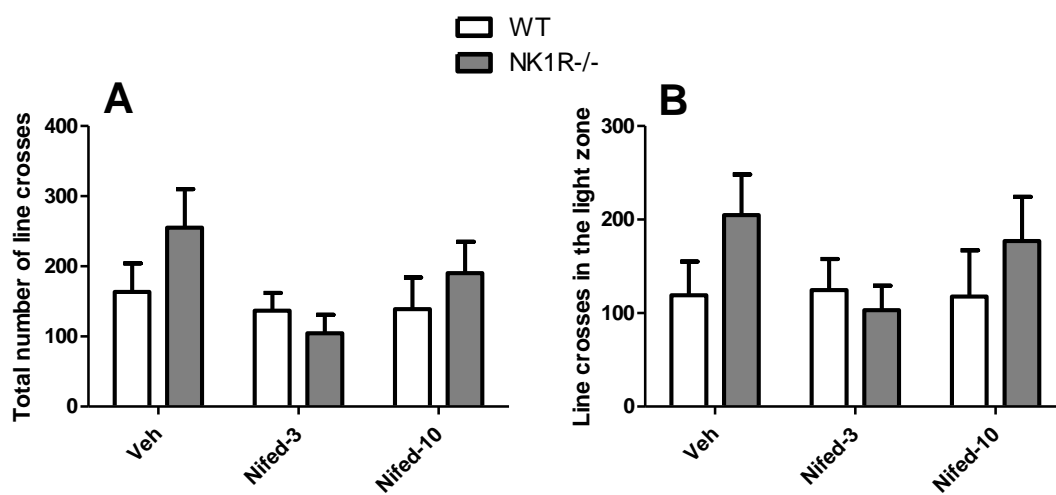 WT
NK1R-/-
A
Total number of line crosses
400
300
200
100
0
Veh
Nifed-3
Nifed-10
B
Line crosses in the light zone
300
200
100
0
Veh
Nifed-3
Nifed-10